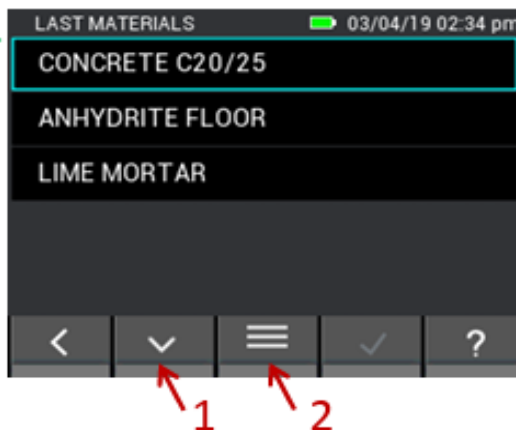 LAST MATERIALS 03/04/19 02:34 pm
CONCRETE C20/25
ANHYDRITE FLOOR
LIME MORTAR
?
1 2